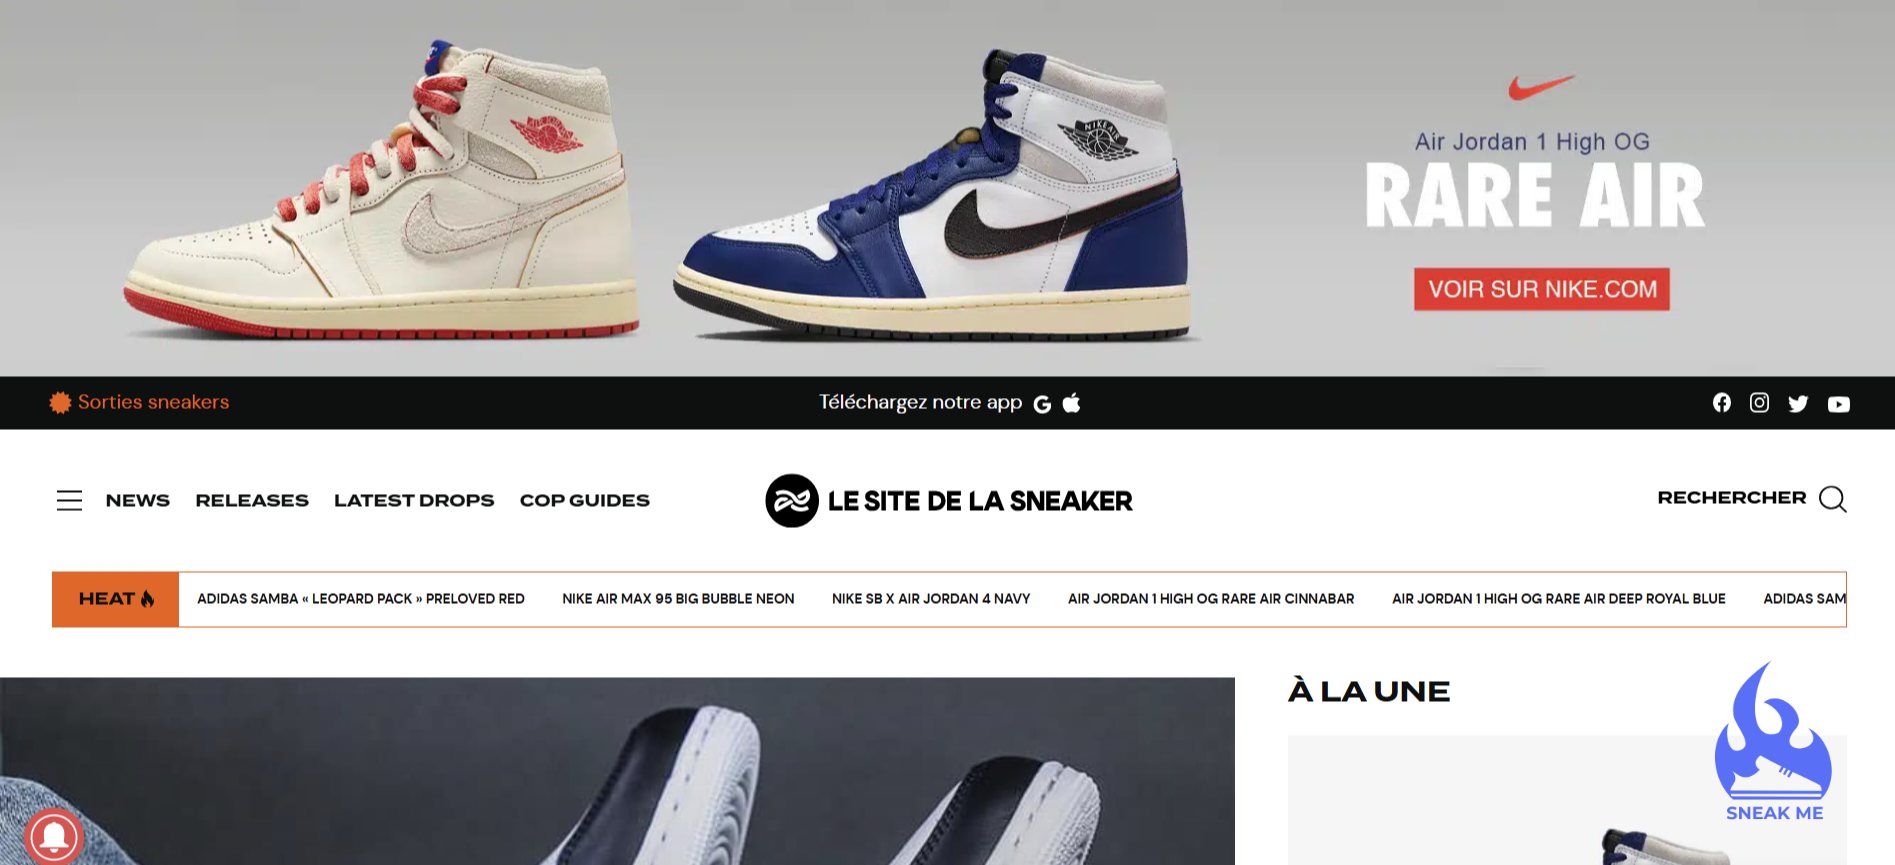 Air Jordan 1 High OG
RARE AIR
VOIR SUR NIKE.COM
Sorties sneakers
Téléchargez notre app
NEWS
RELEASES
LATEST DROPS
COP GUIDES
LE SITE DE LA SNEAKER
RECHERCHER
HEAT
ADIDAS SAMBA « LEOPARD PACK » PRELOVED RED
NIKE AIR MAX 95 BIG BUBBLE NEON
NIKE SB X AIR JORDAN 4 NAVY
AIR JORDAN 1 HIGH OG RARE AIR CINNABAR
AIR JORDAN 1 HIGH OG RARE AIR DEEP ROYAL BLUE
ADIDAS SAM
À LA UNE
SNEAK ME